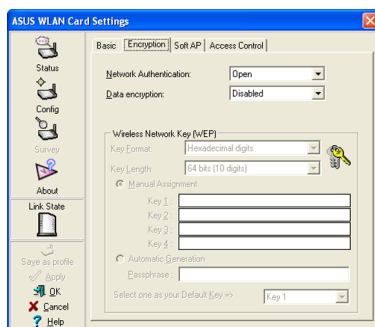 ASUS WLAN Card Settings
Status
Config
Survey
About
Link State
Save as profile
Apply
OK
Cancel
Help
Basic Encryption Soft AP Access Control
Network Authentication: Open
Data encryption: Disabled
Wireless Network Key (WEP)
Key Format: Hexadecimal digits
Key Length: 64 bits (10 digits)
Manual Assignment
Key 1 :
Key 2 :
Key 3 :
Key 4 :
Automatic Generation
Passphrase :
Select one as your Default Key => Key 1